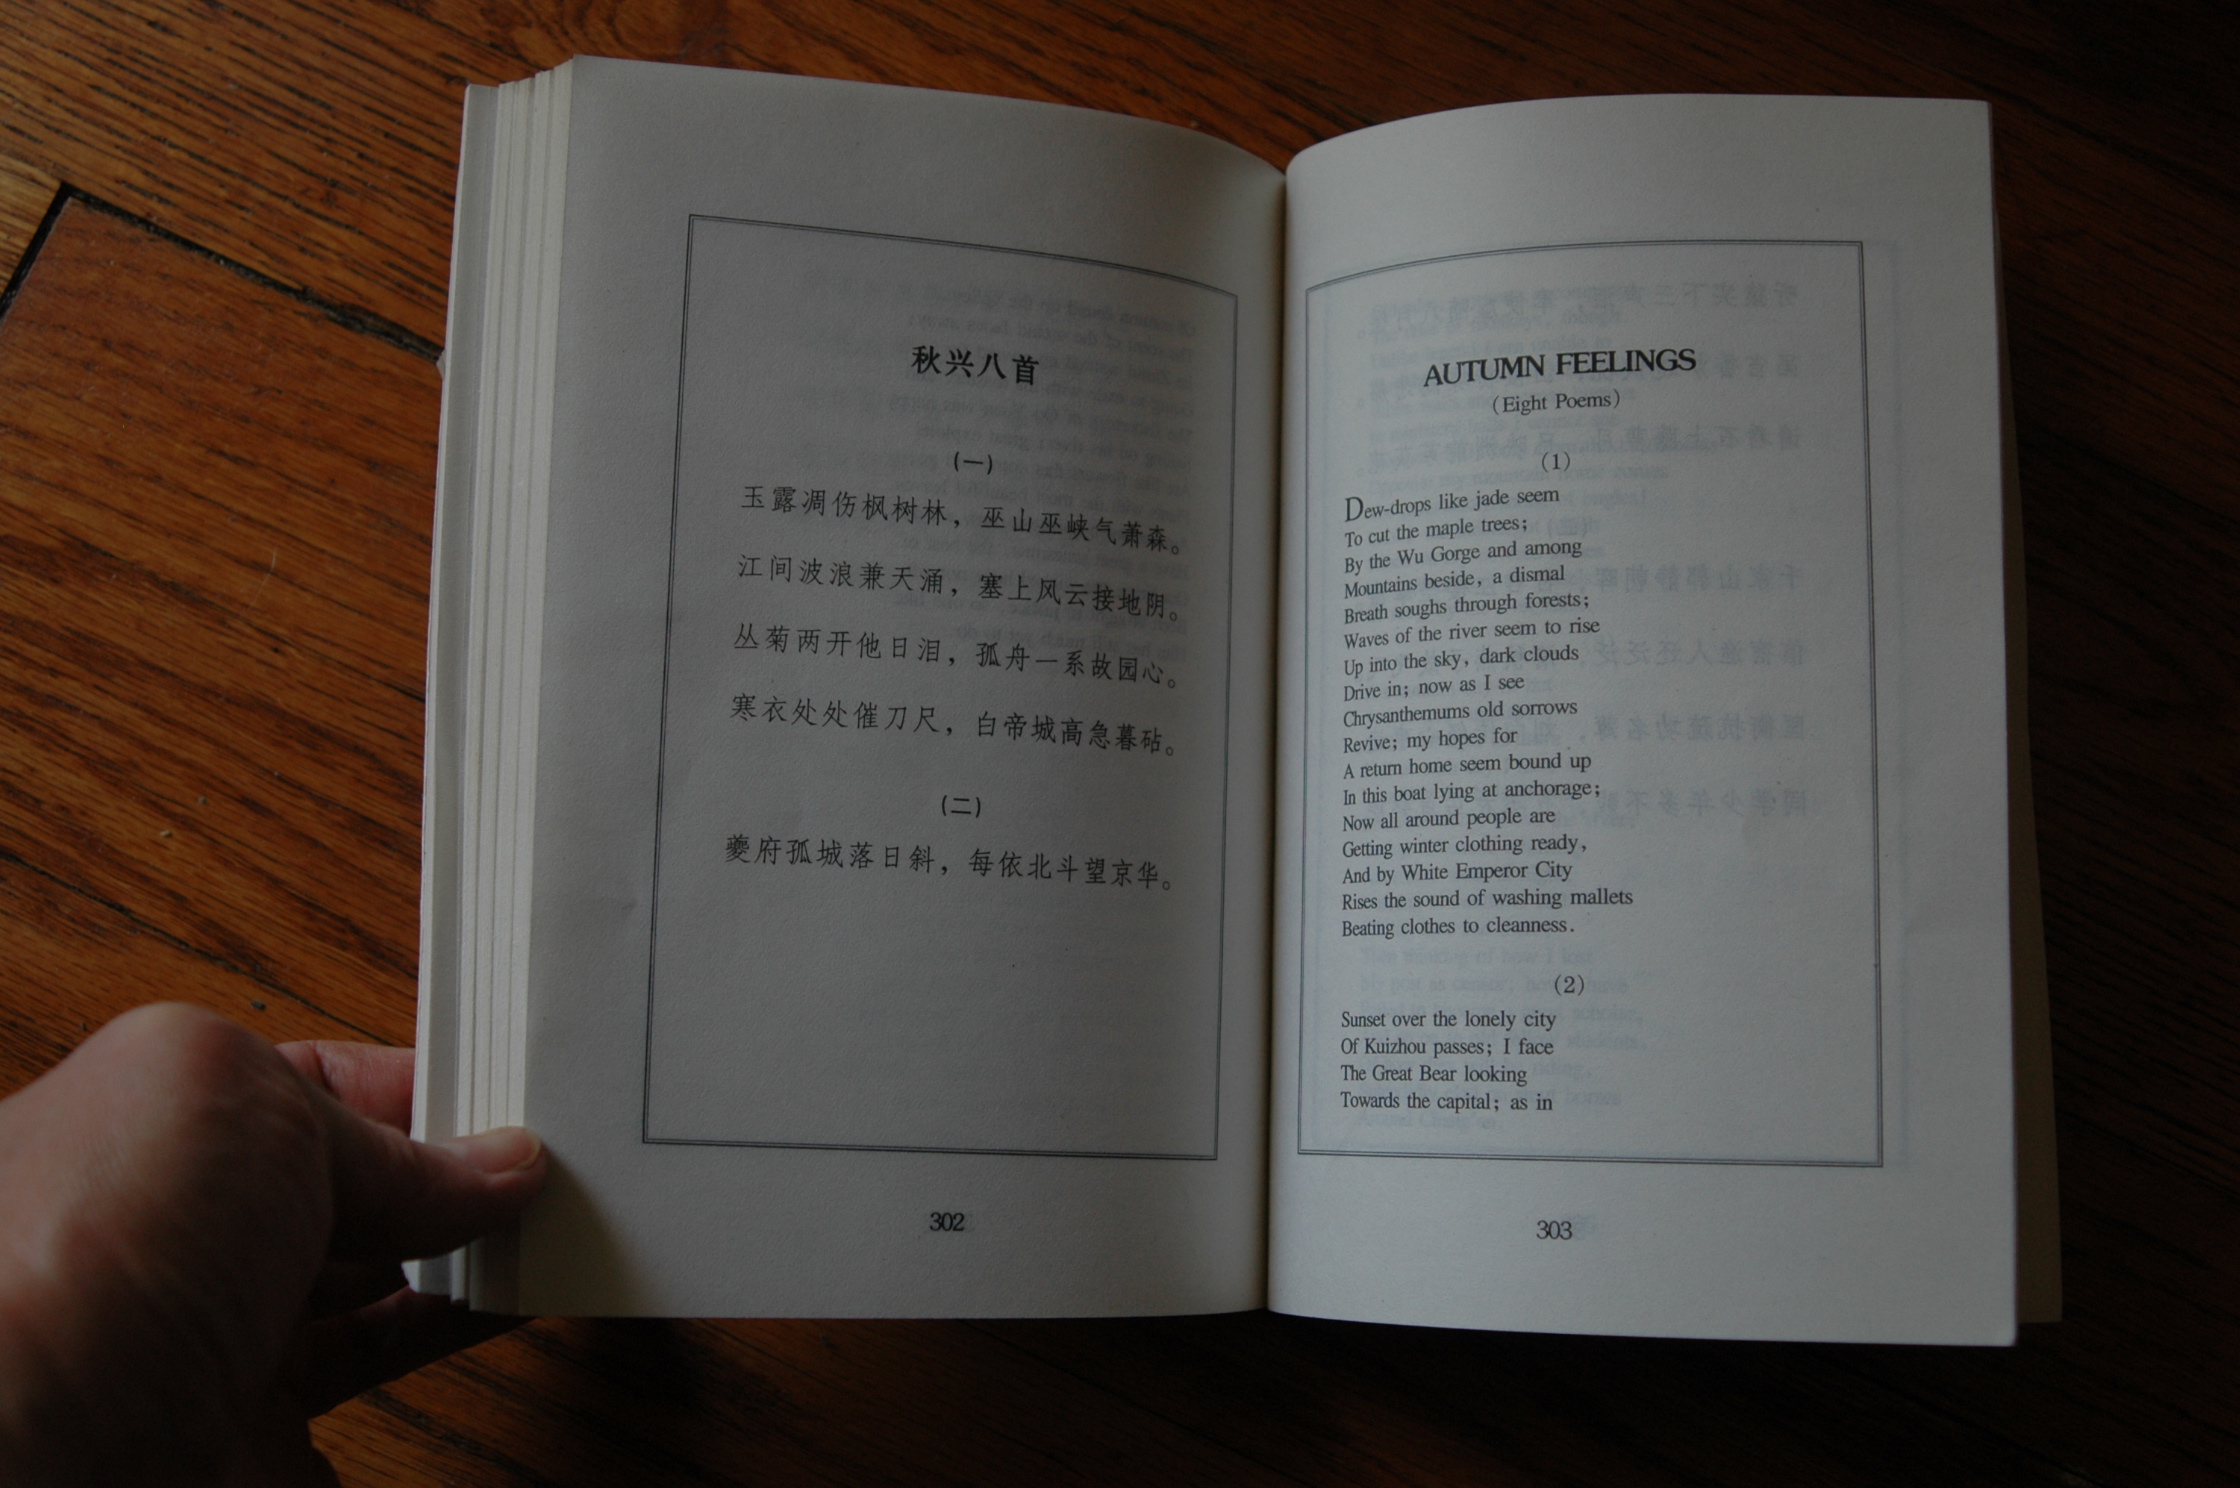 秋兴八首
(一)
玉露凋伤枫树林，巫山巫峡气萧森。
江间波浪兼天涌，塞上风云接地阴。
丛菊两开他日泪，孤舟一系故园心。
寒衣处处催刀尺，白帝城高急暮砧。
(二)
夔府孤城落日斜，每依北斗望京华。
302
AUTUMN FEELINGS
(Eight Poems)
(1)
Dew-drops like jade seem
To cut the maple trees;
By the Wu Gorge and among
Mountains beside, a dismal
Breath soughs through forests;
Waves of the river seem to rise
Up into the sky, dark clouds
Drive in; now as I see
Chrysanthemums old sorrows
Revive; my hopes for
A return home seem bound up
In this boat lying at anchorage;
Now all around people are
Getting winter clothing ready,
And by White Emperor City
Rises the sound of washing mallets
Beating clothes to cleanness.
(2)
Sunset over the lonely city
Of Kuizhou passes; I face
The Great Bear looking
Towards the capital; as in
303